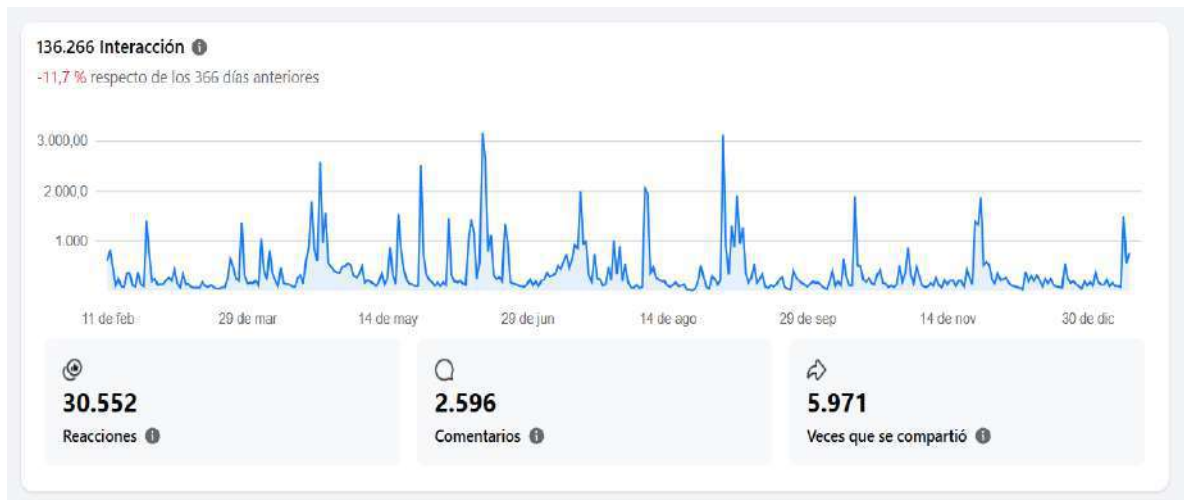 136.266 Interacción
-11,7 % respecto de los 366 días anteriores
3.000,00
2.000,0
1.000
11 de feb 29 de mar 14 de may 29 de jun 14 de ago 29 de sep 14 de nov 30 de dic
30.552 2.596 5.971
Reacciones Comentarios Veces que se compartió